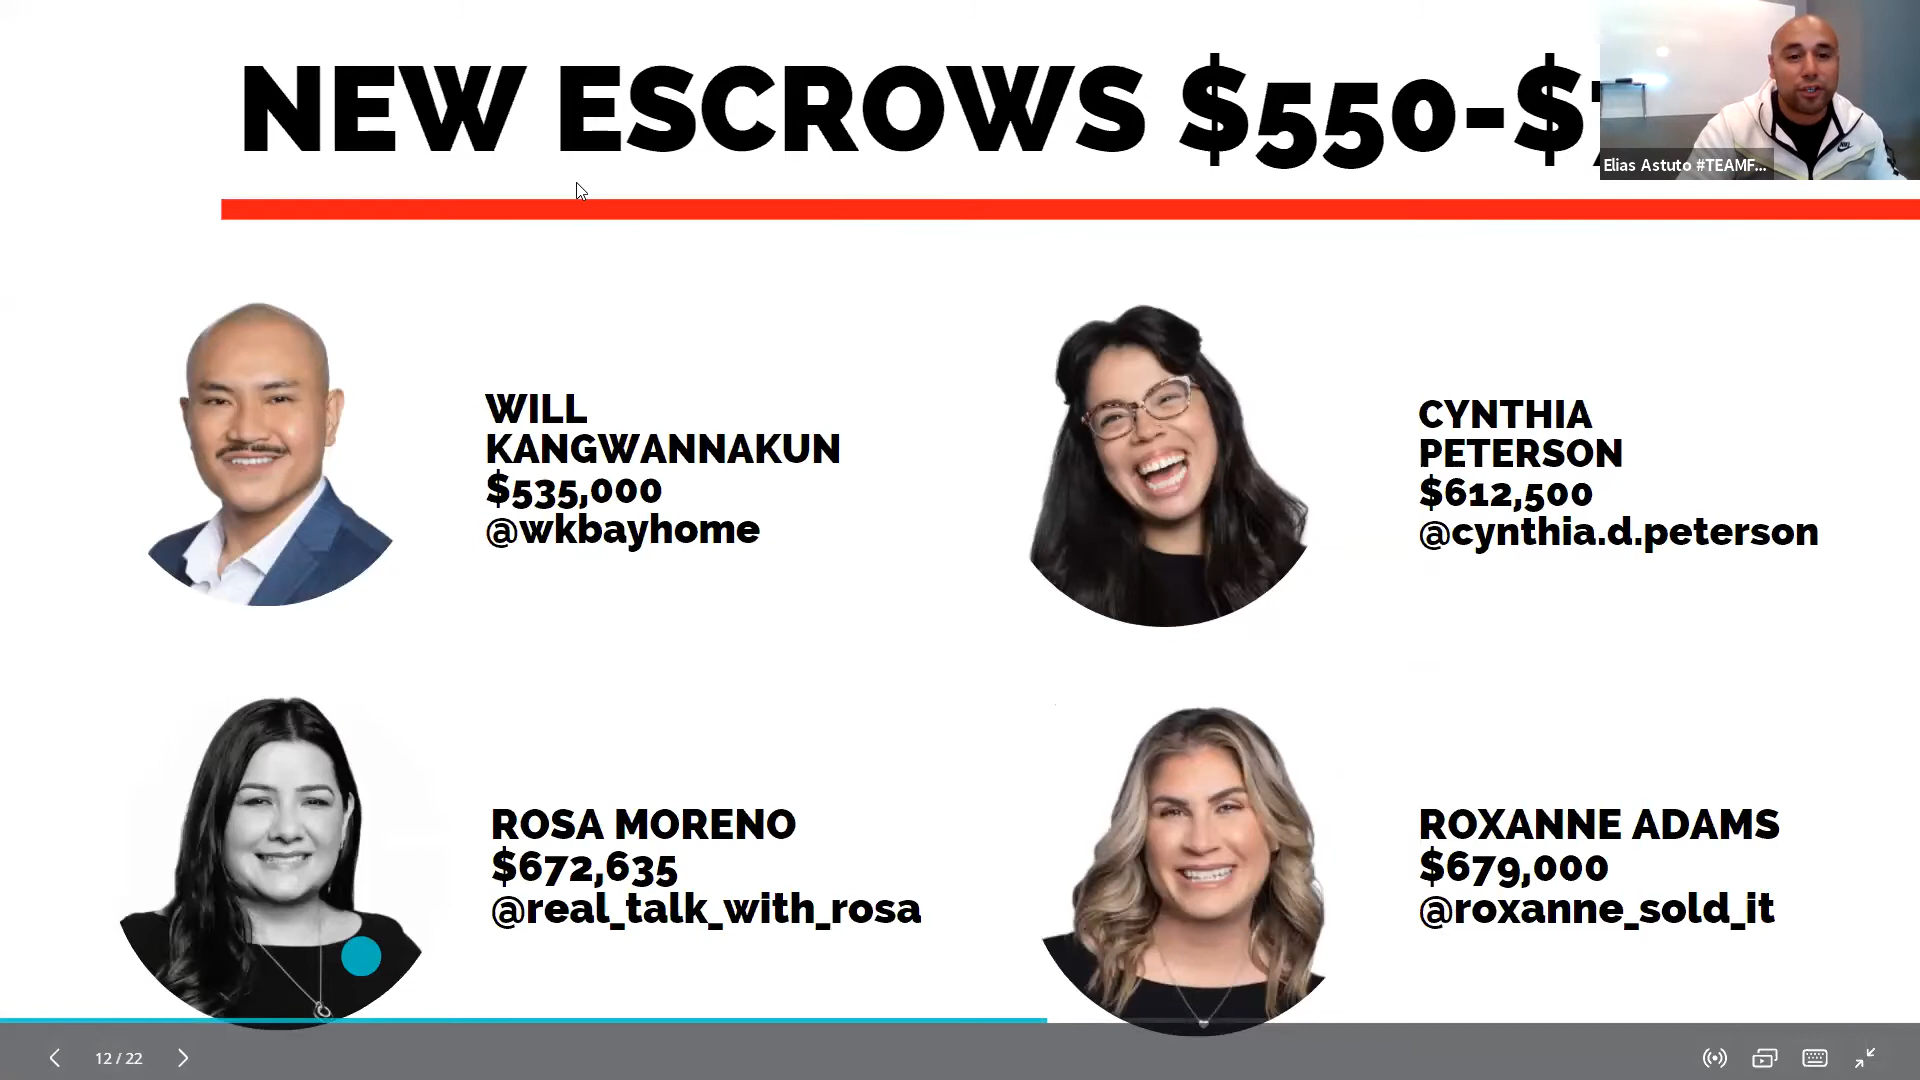 NEW ESCROWS $550-$
Elias Astuto #TEAMF...
WILL
KANGWANNAKUN
$535,000
@wkbayhome
CYNTHIA
PETERSON
$612,500
@cynthia.d.peterson
ROSA MORENO
$672,635
@real_talk_with_rosa
ROXANNE ADAMS
$679,000
@roxanne_sold_it
12 / 22